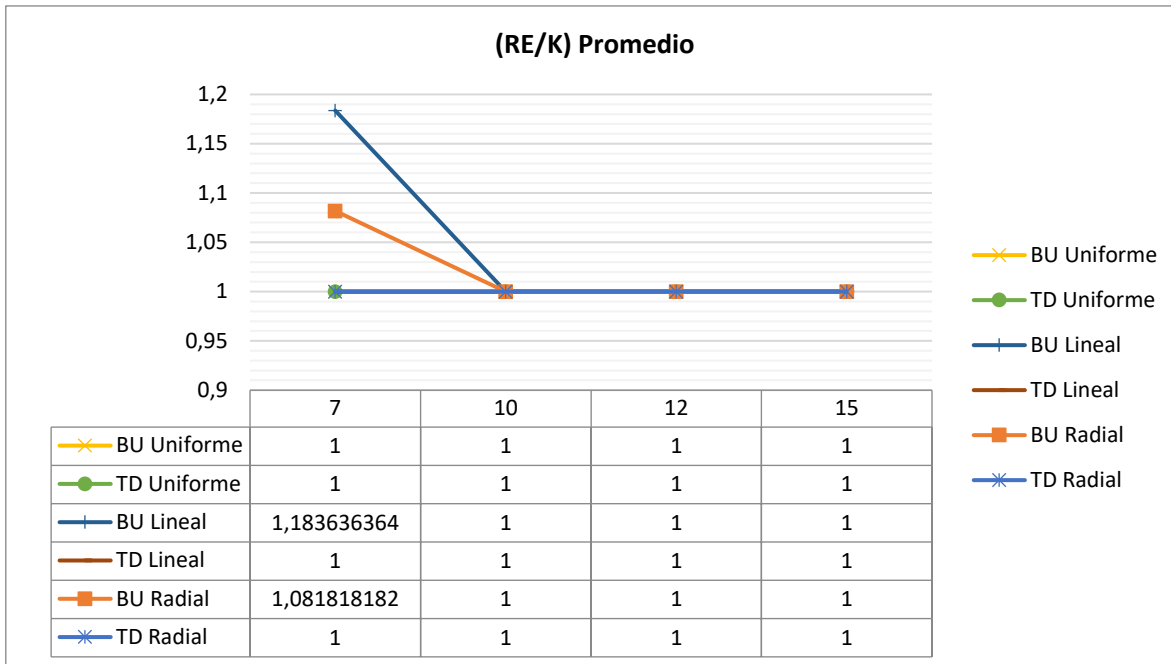 (RE/K) Promedio
1,2
1,15
1,1
1,05
1
0,95
0,9
7 10 12 15
BU Uniforme 1 1 1 1
TD Uniforme 1 1 1 1
BU Lineal 1,183636364 1 1 1
TD Lineal 1 1 1 1
BU Radial 1,081818182 1 1 1
TD Radial 1 1 1 1
BU Uniforme
TD Uniforme
BU Lineal
TD Lineal
BU Radial
TD Radial